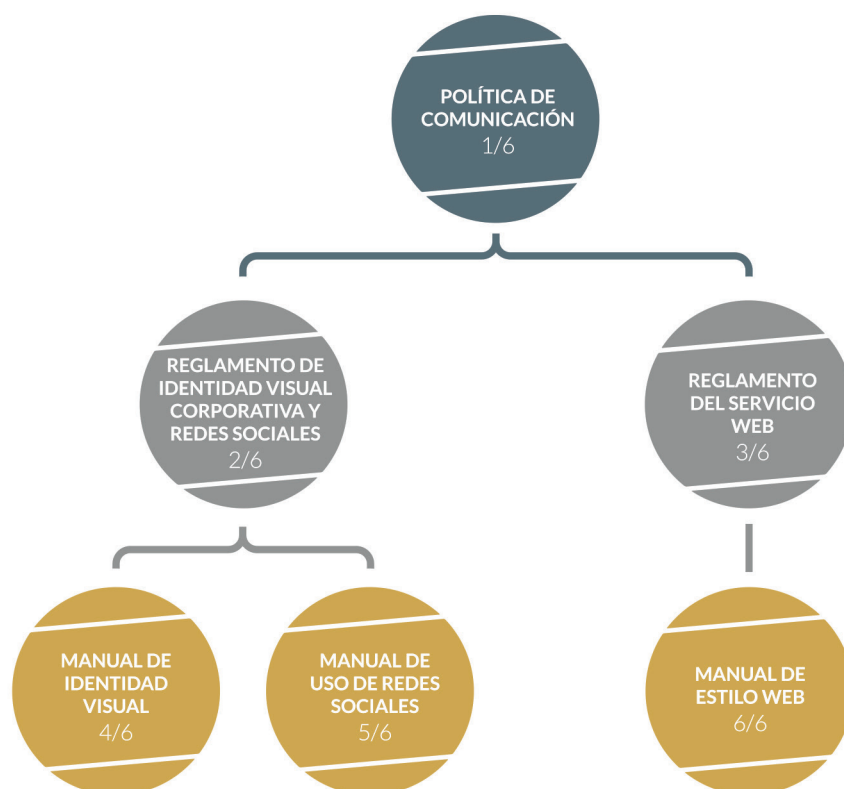 POLÍTICA DE
COMUNICACIÓN
1/6
REGLAMENTO DE
IDENTIDAD VISUAL
CORPORATIVA Y
REDES SOCIALES
2/6
REGLAMENTO
DEL SERVICIO
WEB
3/6
MANUAL DE
IDENTIDAD
VISUAL
4/6
MANUAL DE
USO DE REDES
SOCIALES
5/6
MANUAL DE
ESTILO WEB
6/6